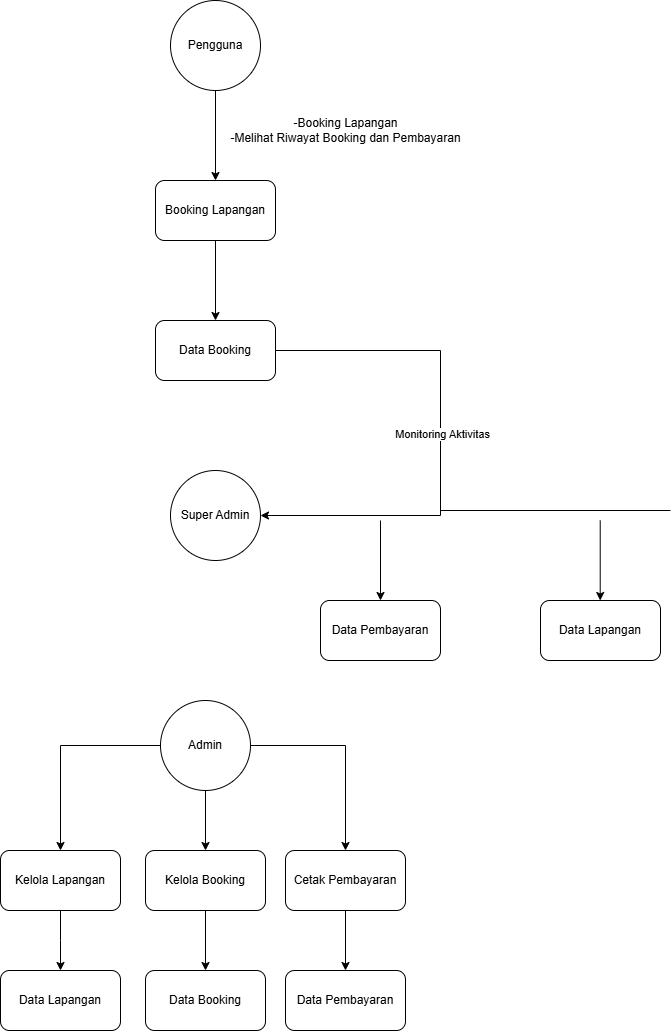 Pengguna
-Booking Lapangan
-Melihat Riwayat Booking dan Pembayaran
Booking Lapangan
Data Booking
Monitoring Aktivitas
Super Admin
Data Pembayaran
Data Lapangan
Admin
Kelola Lapangan
Kelola Booking
Cetak Pembayaran
Data Lapangan
Data Booking
Data Pembayaran